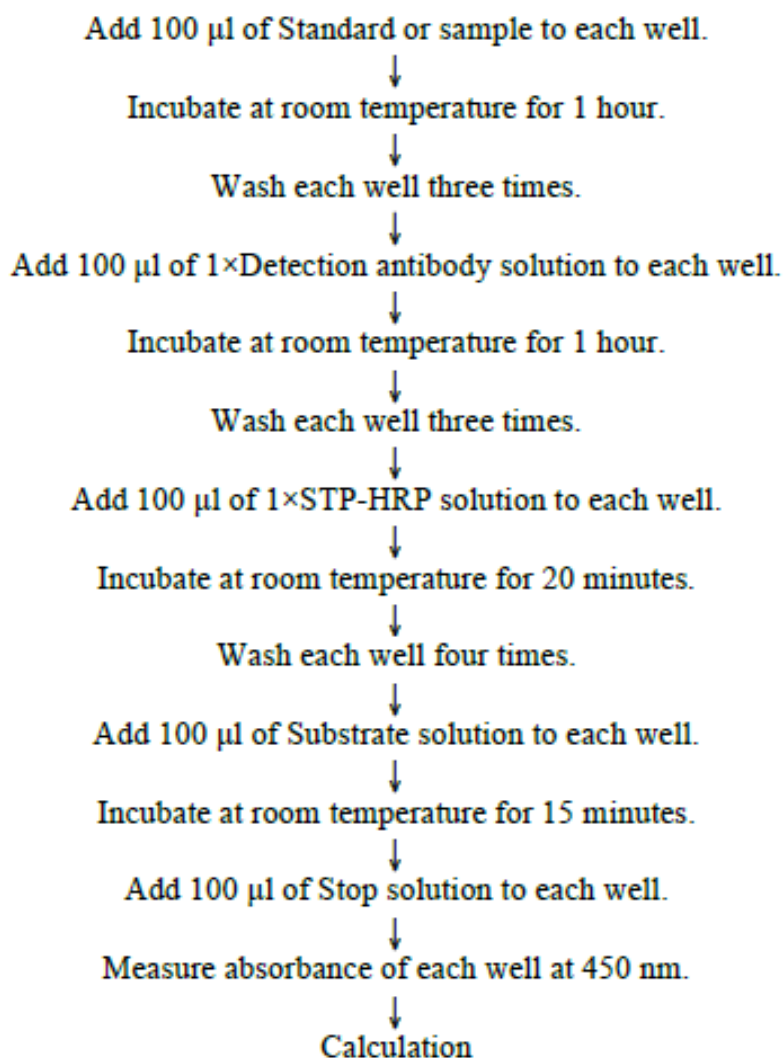 Add 100 μl of Standard or sample to each well.
↓
Incubate at room temperature for 1 hour.
↓
Wash each well three times.
↓
Add 100 μl of 1×Detection antibody solution to each well.
↓
Incubate at room temperature for 1 hour.
↓
Wash each well three times.
↓
Add 100 μl of 1×STP-HRP solution to each well.
↓
Incubate at room temperature for 20 minutes.
↓
Wash each well four times.
↓
Add 100 μl of Substrate solution to each well.
↓
Incubate at room temperature for 15 minutes.
↓
Add 100 μl of Stop solution to each well.
↓
Measure absorbance of each well at 450 nm.
↓
Calculation